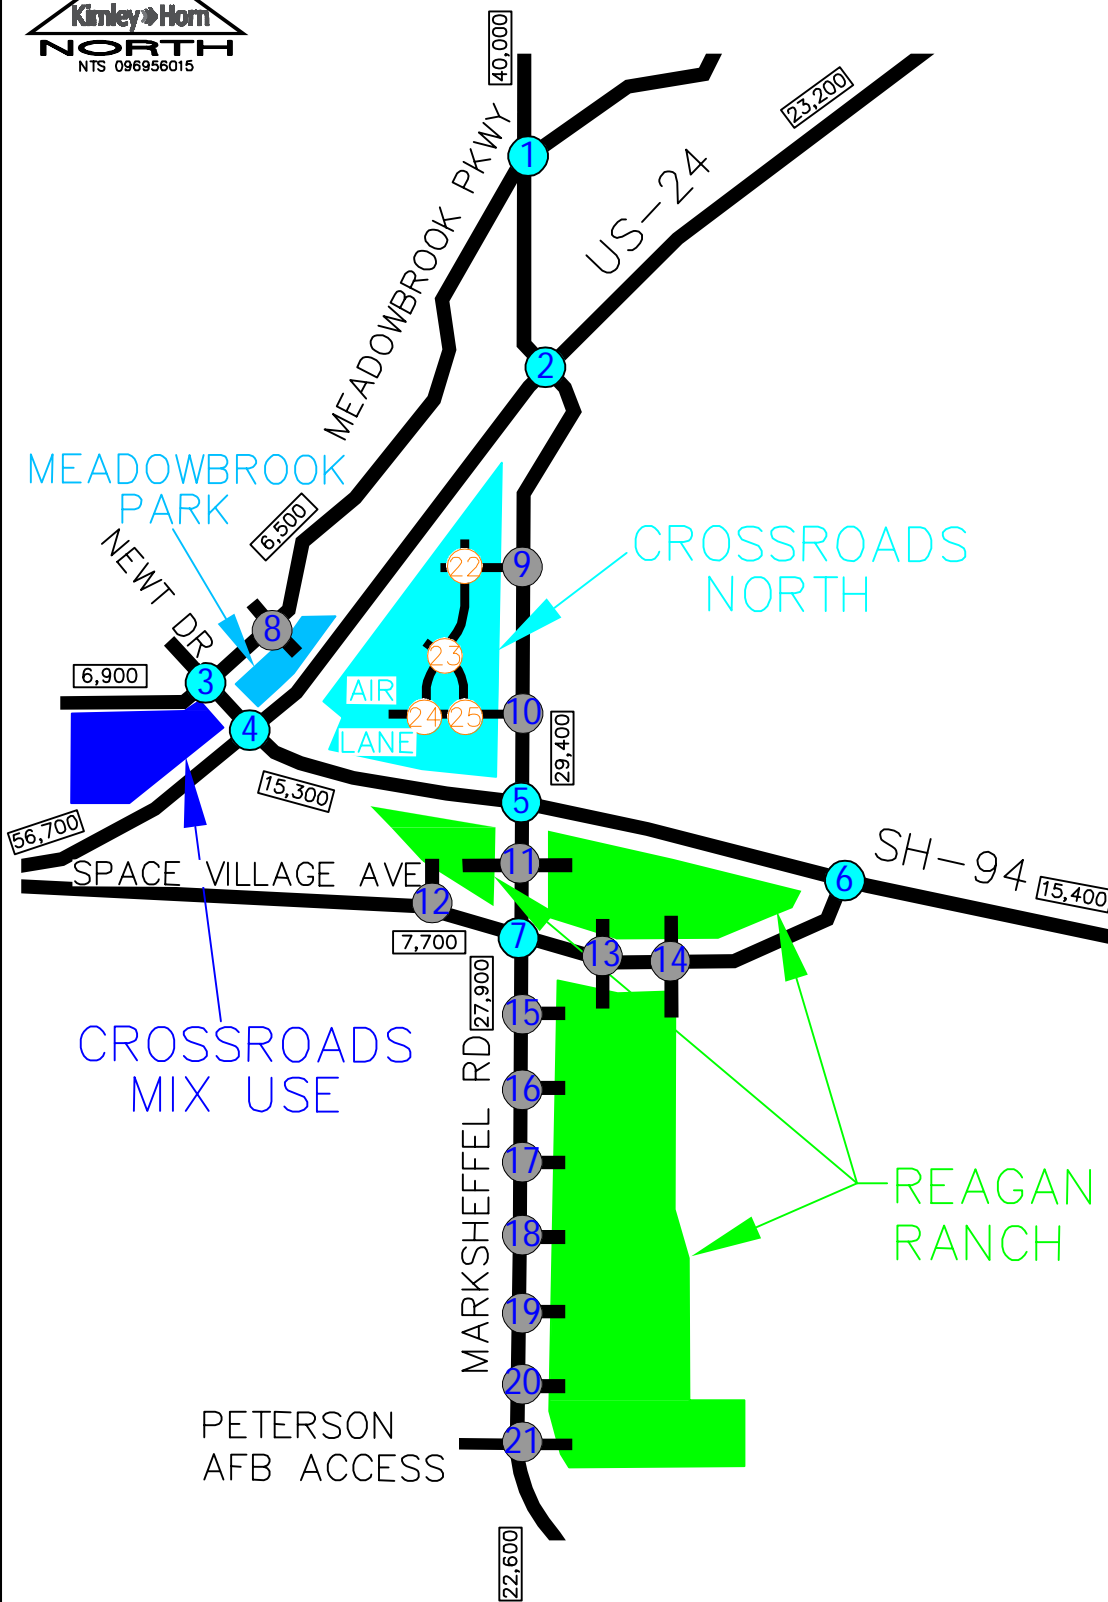 Kimley»Horn
NORTH
NTS 096956015
40,000
23,200
MEADOWBROOK PKWY
1
US-24
2
MEADOWBROOK
PARK
6,500
NEWT DR
CROSSROADS
NORTH
22
9
8
23
6,900
3
AIR
LANE
24
25
10
4
29,400
15,300
5
56,700
SPACE VILLAGE AVE
11
12
SH-94
6
15,400
7,700
7
13
14
27,900
15
CROSSROADS
MIX USE
MARKSHEFFEL RD
16
17
REAGAN
RANCH
18
19
20
PETERSON
AFB ACCESS
21
22,600